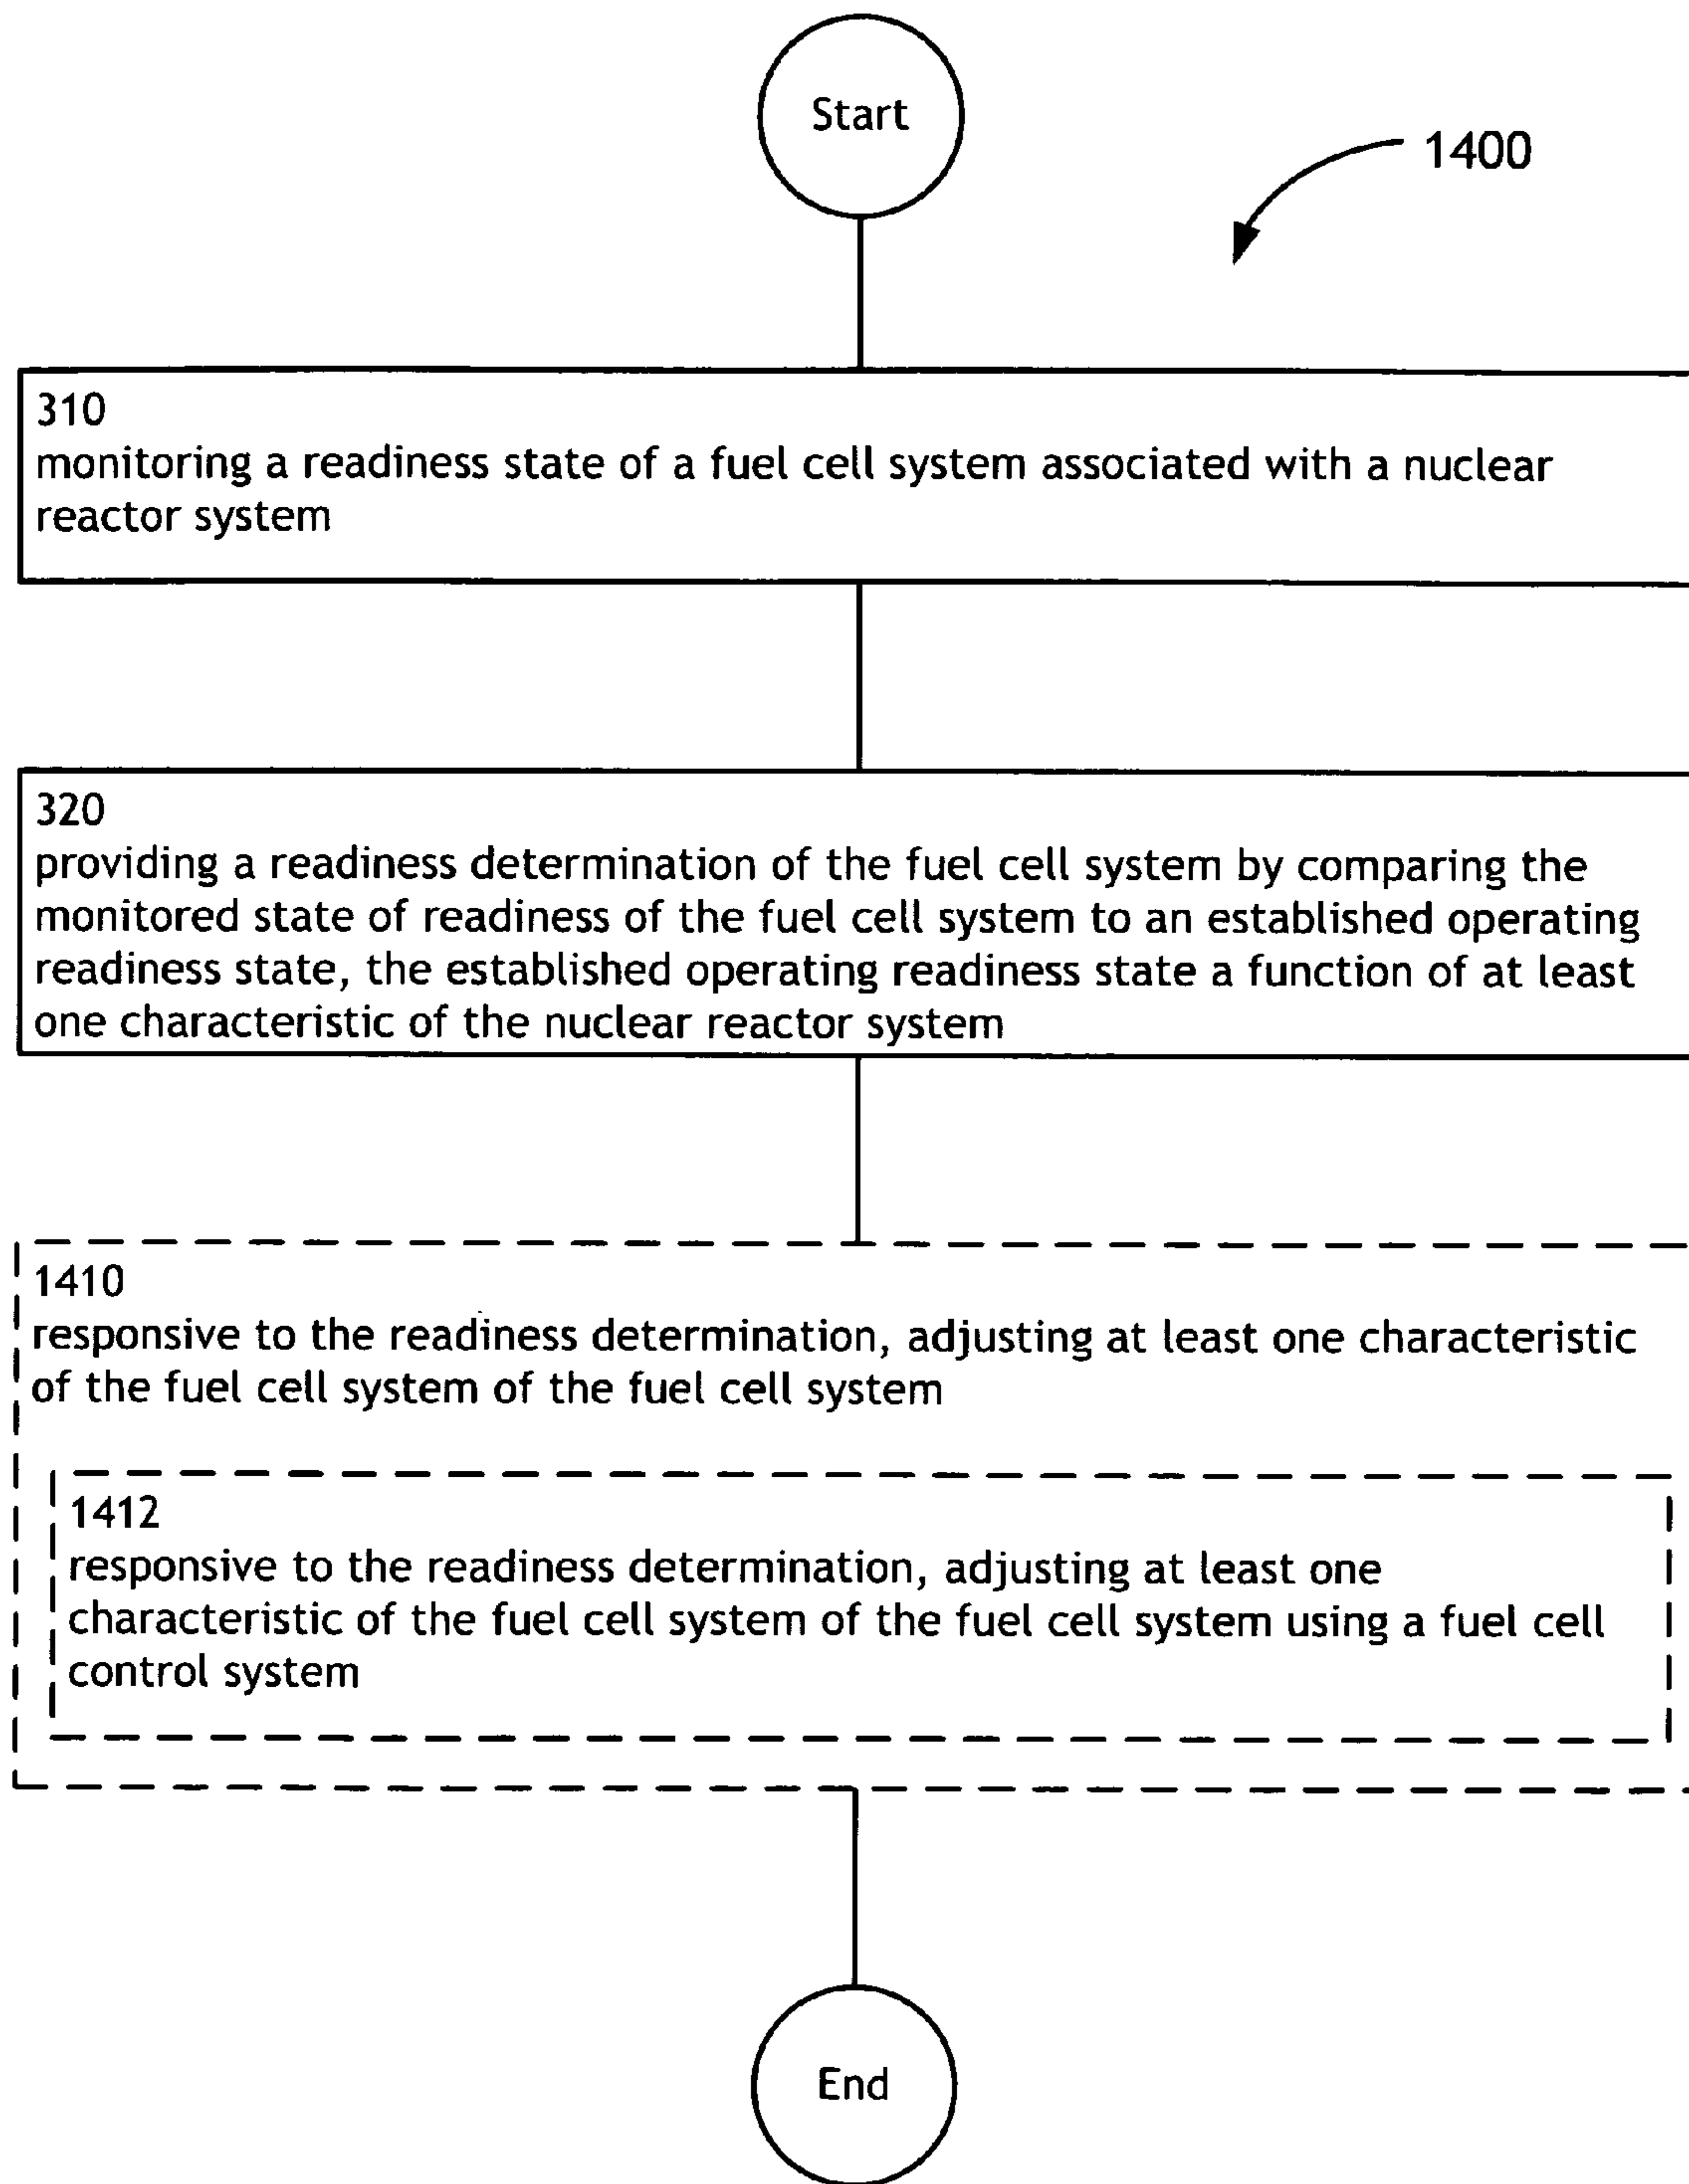 Start
1400
310
monitoring a readiness state of a fuel cell system associated with a nuclear
reactor system
320
providing a readiness determination of the fuel cell system by comparing the
monitored state of readiness of the fuel cell system to an established operating
readiness state, the established operating readiness state a function of at least
one characteristic of the nuclear reactor system
1410
responsive to the readiness determination, adjusting at least one characteristic
of the fuel cell system of the fuel cell system
1412
responsive to the readiness determination, adjusting at least one
characteristic of the fuel cell system of the fuel cell system using a fuel cell
control system
End